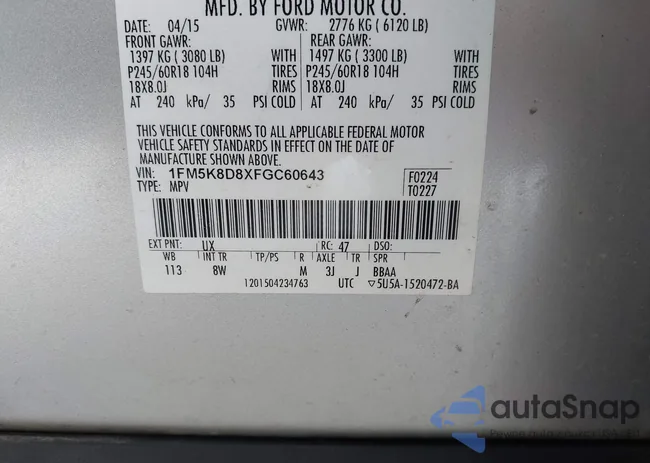 MFD. BY FORD MOTOR CO.
DATE: 04/15 GVWR: 2776 KG ( 6120 LB)
FRONT GAWR: REAR GAWR:
1397 KG ( 3080 LB) WITH 1497 KG ( 3300 LB) WITH
P245/60R18 104H TIRES P245/60R18 104H TIRES
18X8.0J RIMS 18X8.0J RIMS
AT 240 kPa/ 35 PSI COLD AT 240 kPa/ 35 PSI COLD
THIS VEHICLE CONFORMS TO ALL APPLICABLE FEDERAL MOTOR
VEHICLE SAFETY STANDARDS IN EFFECT ON THE DATE OF
MANUFACTURE SHOWN ABOVE.
VIN: 1FM5K8D8XFGC60643 F0224
TYPE: MPV T0227
EXT PNT: UX RC: 47 DSO:
WB INT TR TP/PS R AXLE TR SPR
113 8W M 3J J BBAA
1201504234763 UTC ▽5U5A-1520472-BA
autaSnap